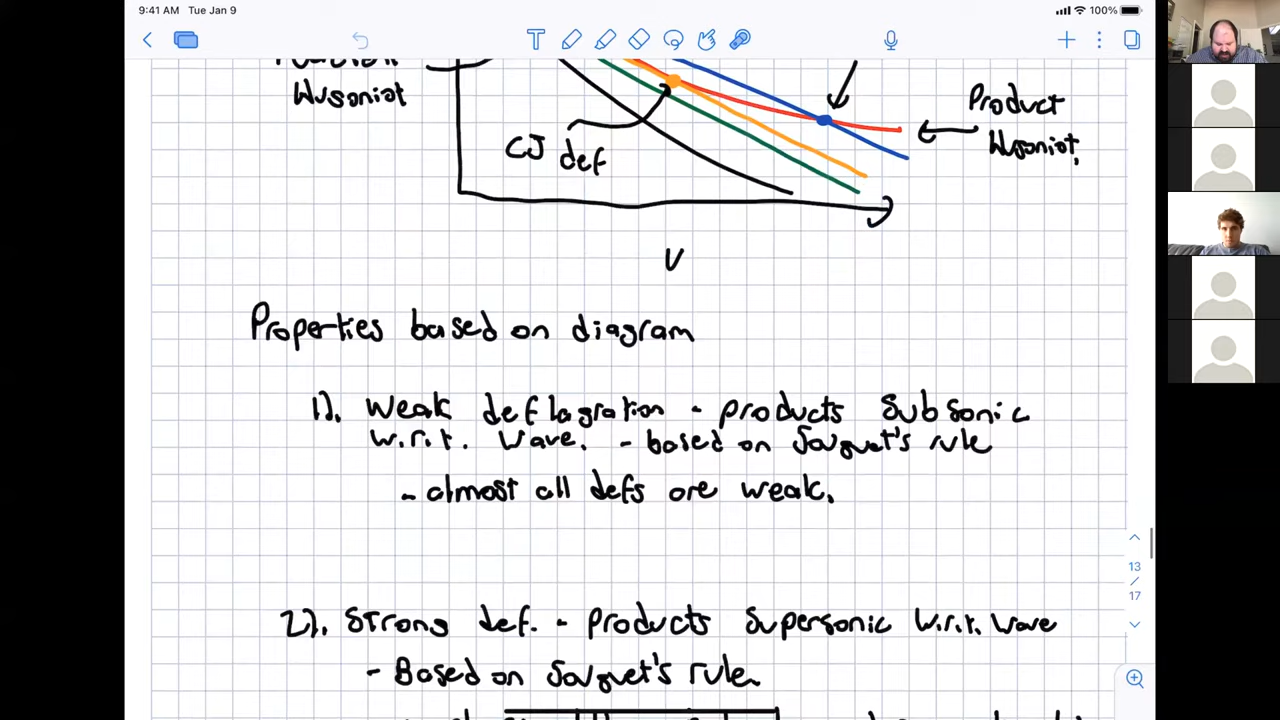 9:41 AM Tue Jan 9
100%
T
Hugoniot
CJ def
Product
Hugoniot,
V
Properties based on diagram
1). Weak deflagration - products Subsonic
w.r.t. Wave. - based on Jouguet's rule
- almost all defs are weak.
13
/
17
2). Strong def. - Products Supersonic w.r.t. Wave
- Based on Jouguet's rule